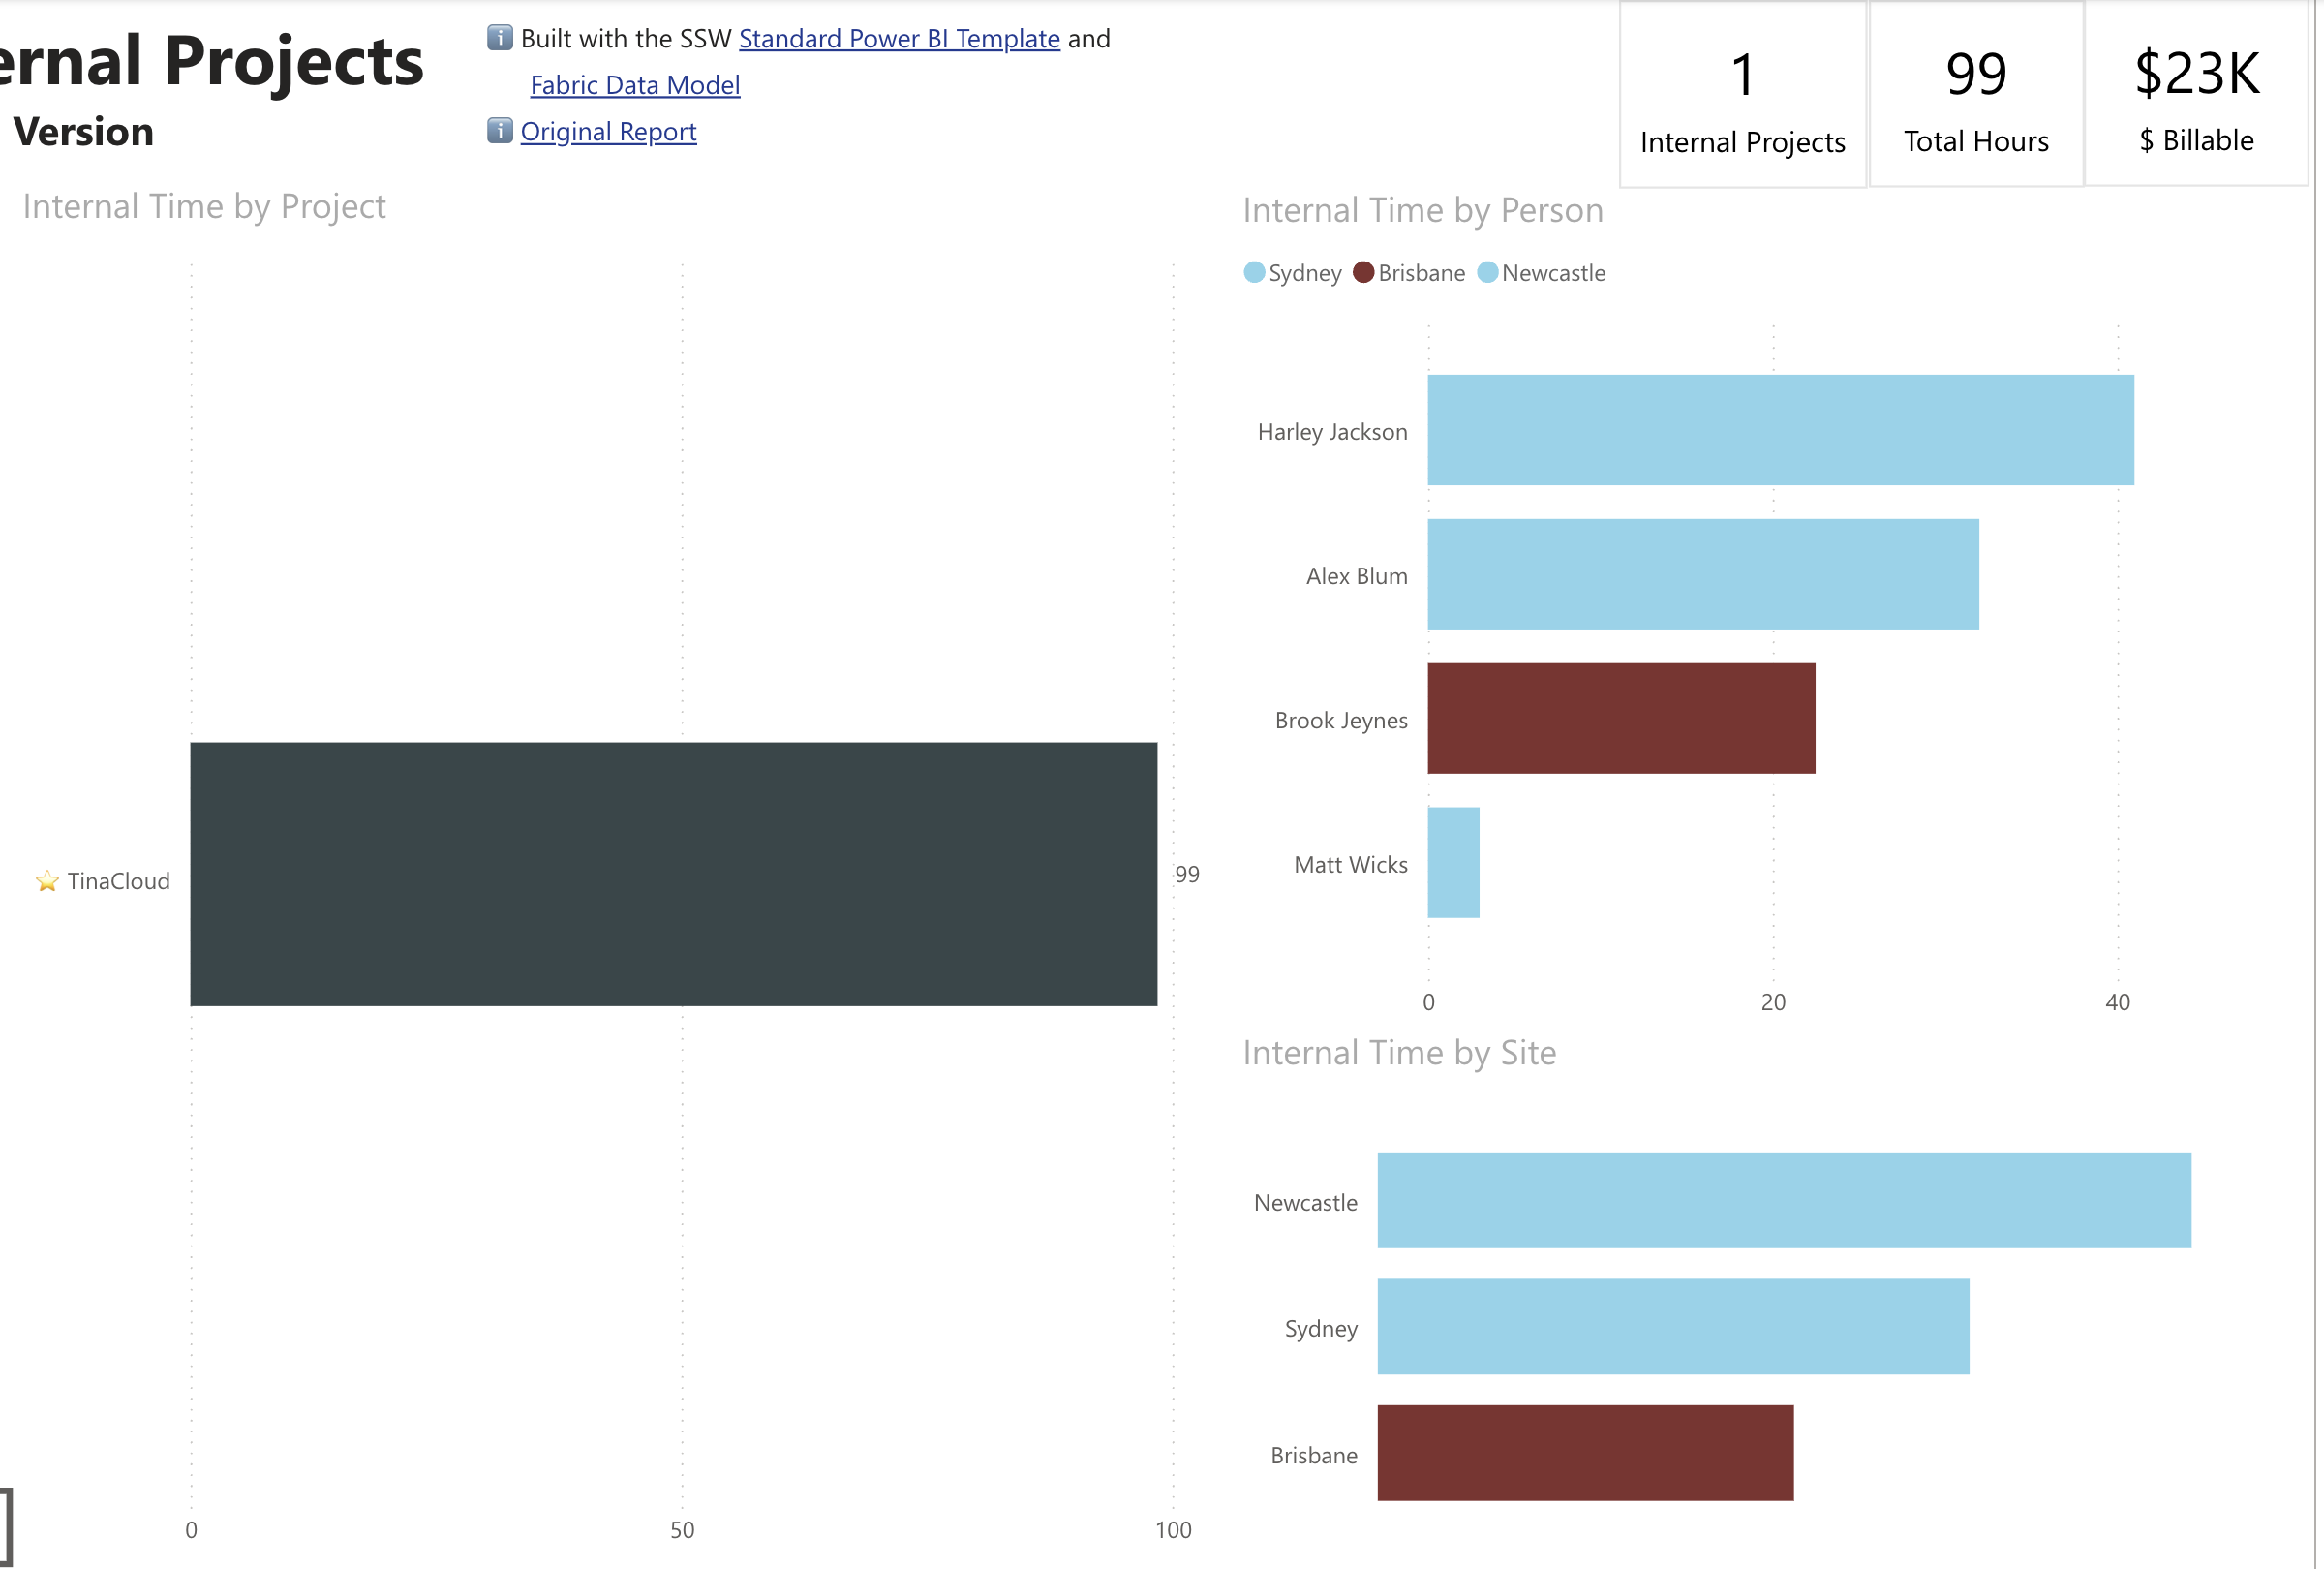 ernal Projects
Version
Built with the SSW Standard Power BI Template and
Fabric Data Model
Original Report
1
Internal Projects
99
Total Hours
$23K
$ Billable
Internal Time by Project
TinaCloud
99
0 50 100
Internal Time by Person
Sydney Brisbane Newcastle
Harley Jackson
Alex Blum
Brook Jeynes
Matt Wicks
0 20 40
Internal Time by Site
Newcastle
Sydney
Brisbane